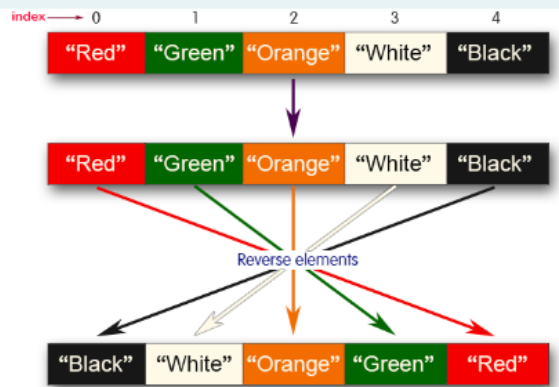 index 0 1 2 3 4
“Red” “Green” “Orange” “White” “Black”
“Red” “Green” “Orange” “White” “Black”
Reverse elements
“Black” “White” “Orange” “Green” “Red”